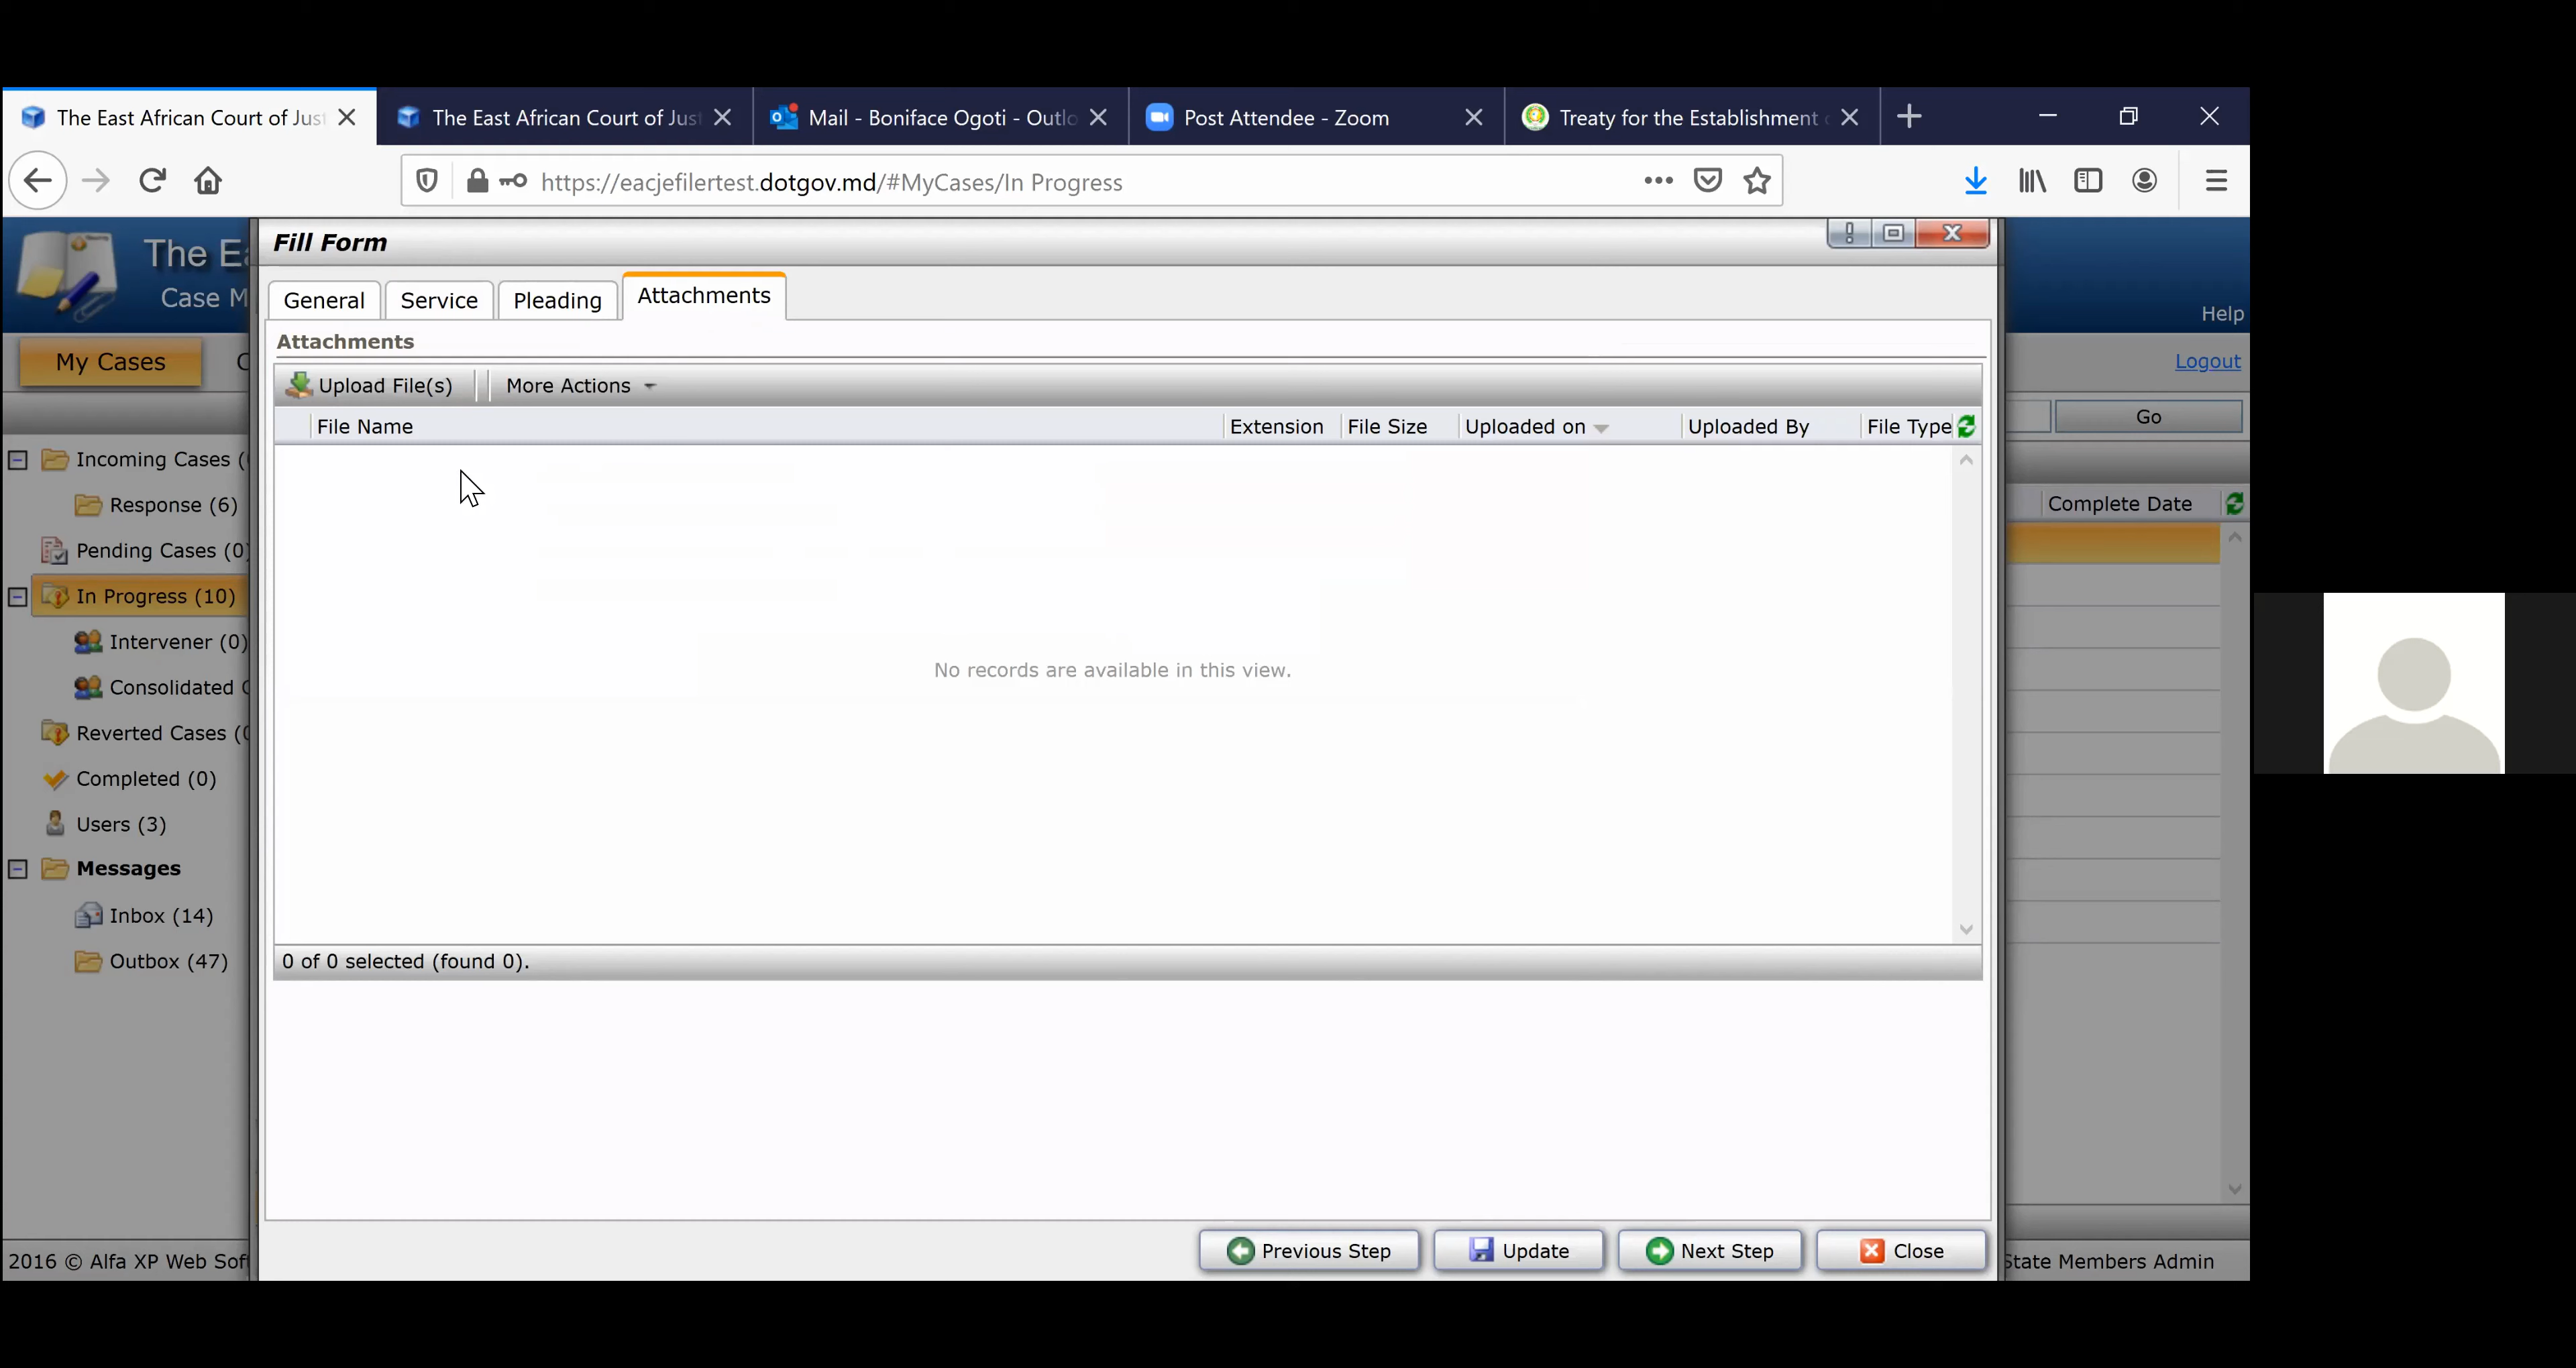 The East African Court of Jus
The East African Court of Just
Mail - Boniface Ogoti - Outlo
Post Attendee - Zoom
Treaty for the Establishment
https://eacjefilertest.dotgov.md/#MyCases/In Progress
The Ea
Case M
Help
Fill Form
General
Service
Pleading
Attachments
Attachments
My Cases
C
Logout
Upload File(s)
More Actions
Go
File Name
Extension
File Size
Uploaded on
Uploaded By
File Type
Incoming Cases (
Response (6)
Pending Cases (0)
In Progress (10)
Intervener (0)
Consolidated C
Reverted Cases (0
Completed (0)
Users (3)
Messages
Inbox (14)
Outbox (47)
Complete Date
No records are available in this view.
0 of 0 selected (found 0).
Previous Step
Update
Next Step
Close
2016 © Alfa XP Web Sof
State Members Admin